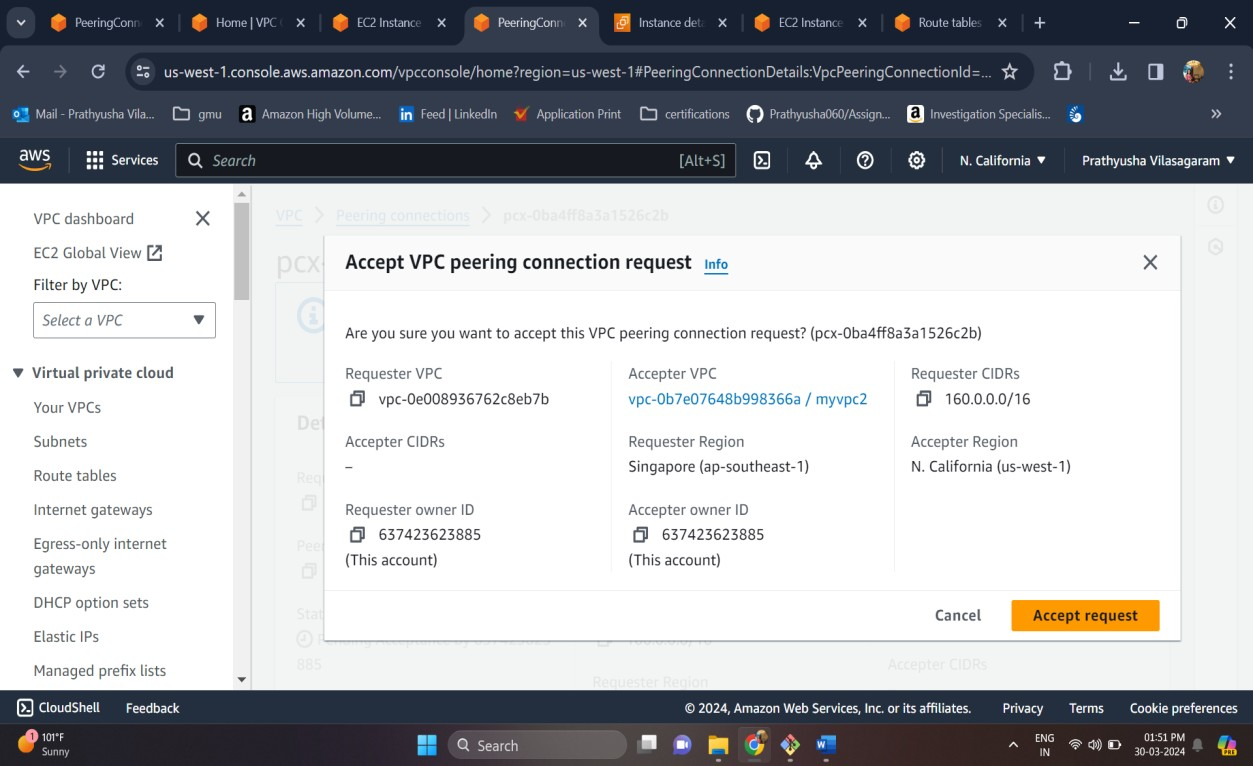 PeeringConn
Home | VPC
EC2 Instance
PeeringConn
Instance deta
EC2 Instance
Route tables
us-west-1.console.aws.amazon.com/vpcconsole/home?region=us-west-1#PeeringConnectionDetails:VpcPeeringConnectionId=...
Mail - Prathyusha Vila...
gmu
Amazon High Volume...
Feed | LinkedIn
Application Print
certifications
Prathyusha060/Assign...
Investigation Specialis...
aws
Services
Search
[Alt+S]
N. California
Prathyusha Vilasagaram
VPC dashboard
EC2 Global View
Filter by VPC:
Select a VPC
Virtual private cloud
Your VPCs
Subnets
Route tables
Internet gateways
Egress-only internet
gateways
DHCP option sets
Elastic IPs
Managed prefix lists
VPC
Peering connections
pcx-0ba4ff8a3a1526c2b
pcx-
Accept VPC peering connection request Info
Are you sure you want to accept this VPC peering connection request? (pcx-0ba4ff8a3a1526c2b)
Requester VPC
vpc-0e008936762c8eb7b
Accepter VPC
vpc-0b7e07648b998366a / myvpc2
Requester CIDRs
160.0.0.0/16
Accepter CIDRs
–
Requester Region
Singapore (ap-southeast-1)
Accepter Region
N. California (us-west-1)
Requester owner ID
637423623885
(This account)
Accepter owner ID
637423623885
(This account)
Cancel
Accept request
885
Requester Region
Accepter CIDRs
CloudShell
Feedback
© 2024, Amazon Web Services, Inc. or its affiliates.
Privacy
Terms
Cookie preferences
1
101°F
Sunny
Search
ENG
IN
01:51 PM
30-03-2024